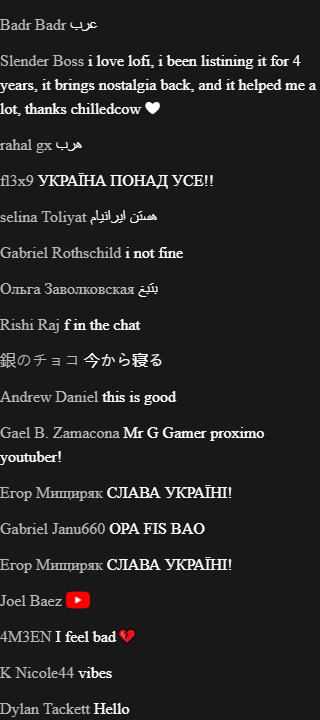 Badr Badr عرب
Slender Boss i love lofi, i been listining it for 4
years, it brings nostalgia back, and it helped me a
lot, thanks chilledcow 🤍
rahal gx هرب
fl3x9 УКРАЇНА ПОНАД УСЕ!!
selina Toliyat هستن ایرانیام
Gabriel Rothschild i not fine
Ольга Заволковская بتبغ
Rishi Raj f in the chat
銀のチョコ 今から寝る
Andrew Daniel this is good
Gael B. Zamacona Mr G Gamer proximo
youtuber!
Егор Мищиряк СЛАВА УКРАЇНІ!
Gabriel Janu660 OPA FIS BAO
Егор Мищиряк СЛАВА УКРАЇНІ!
Joel Baez
4M3EN I feel bad 💔
K Nicole44 vibes
Dylan Tackett Hello